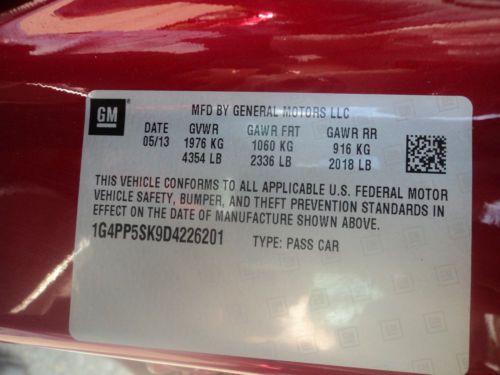 GM
MFD BY GENERAL MOTORS LLC
DATE GVWR GAWR FRT GAWR RR
05/13 1976 KG 1060 KG 916 KG
4354 LB 2336 LB 2018 LB
THIS VEHICLE CONFORMS TO ALL APPLICABLE U.S. FEDERAL MOTOR
VEHICLE SAFETY, BUMPER, AND THEFT PREVENTION STANDARDS IN
EFFECT ON THE DATE OF MANUFACTURE SHOWN ABOVE.
1G4PP5SK9D4226201 TYPE: PASS CAR